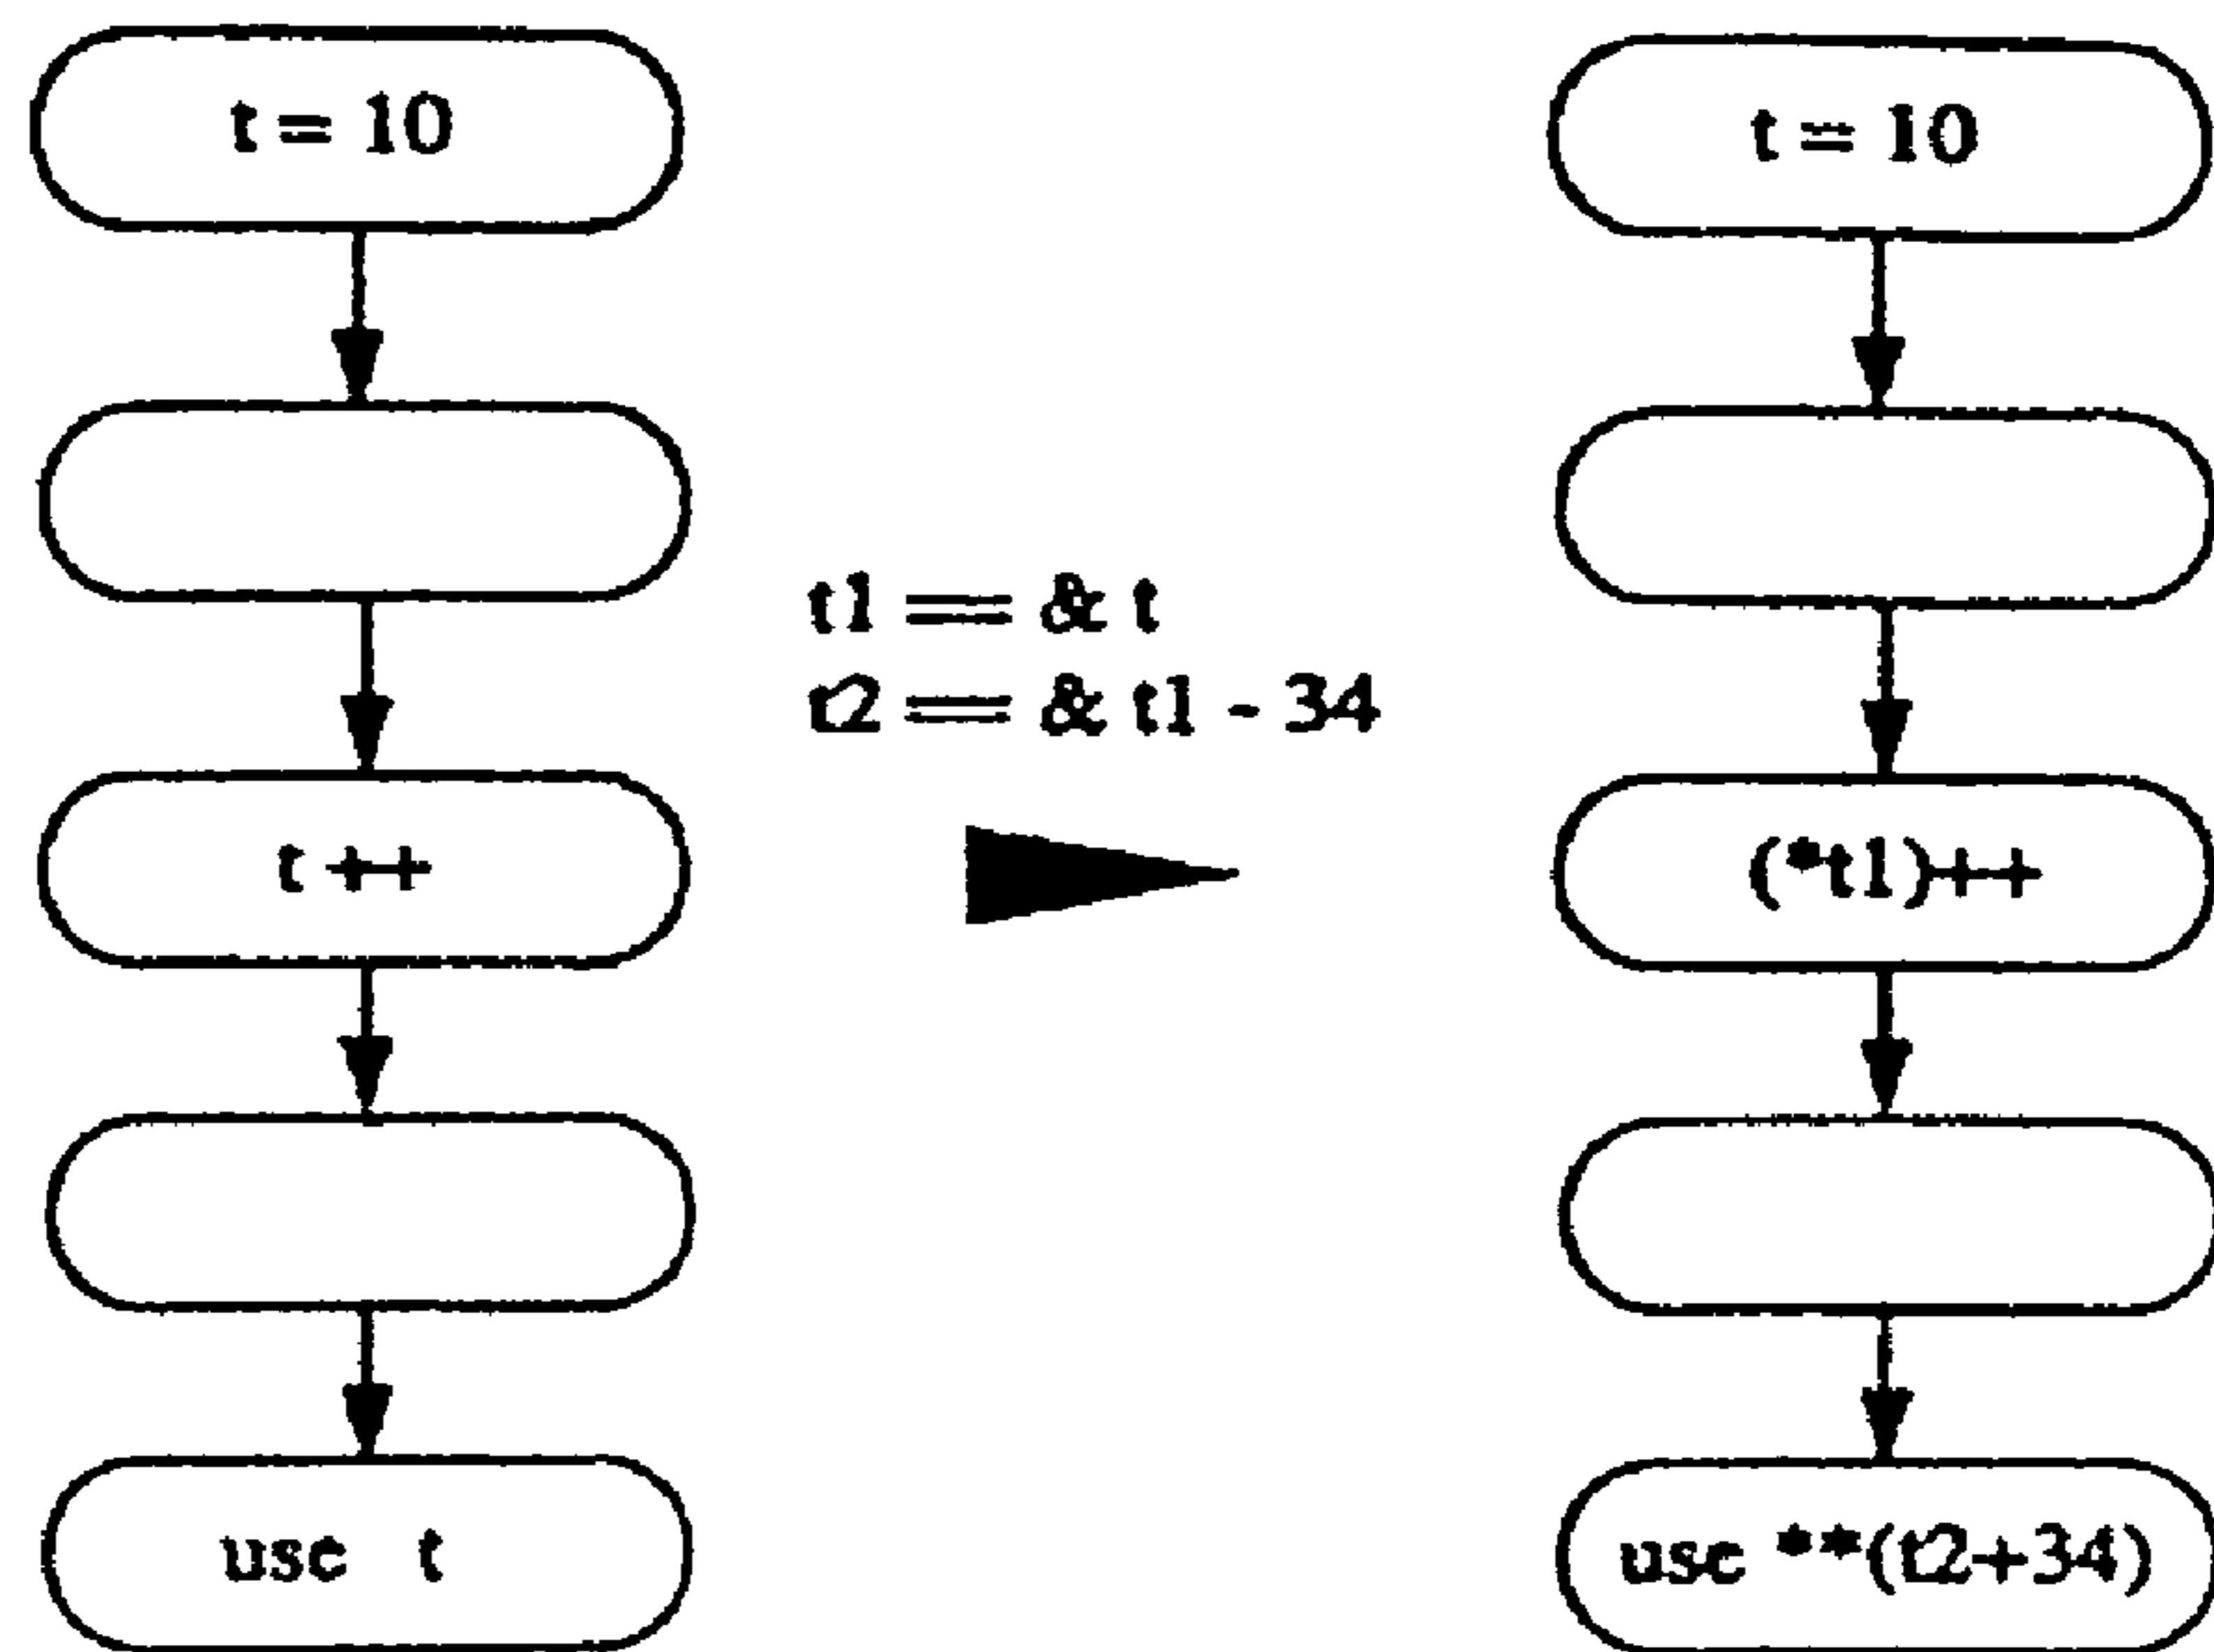 t = 10
t ++
use t
t1 == & t
t2 == & t1 - 34
t = 10
(*t1)++
use **(t2+34)